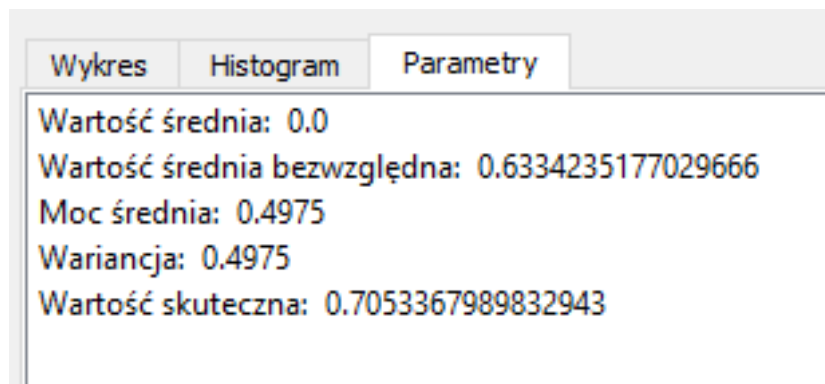 Wykres Histogram Parametry
Wartość średnia: 0.0
Wartość średnia bezwzględna: 0.6334235177029666
Moc średnia: 0.4975
Wariancja: 0.4975
Wartość skuteczna: 0.7053367989832943